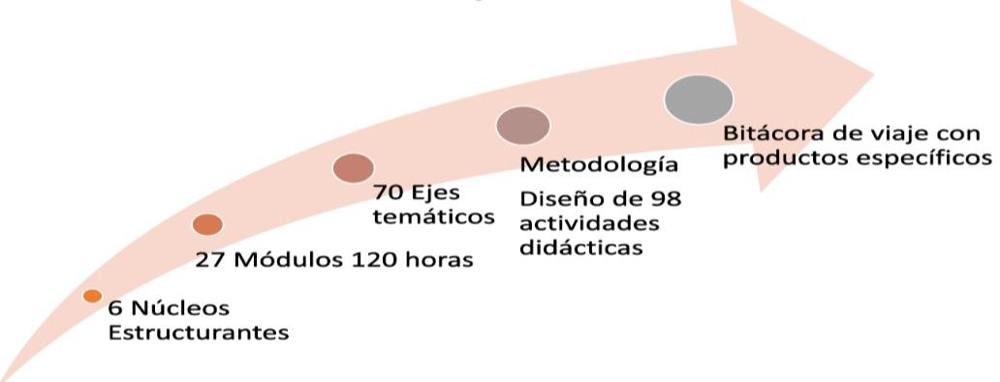 6 Núcleos
Estructurantes
27 Módulos 120 horas
70 Ejes
temáticos
Metodología
Diseño de 98
actividades
didácticas
Bitácora de viaje con
productos específicos